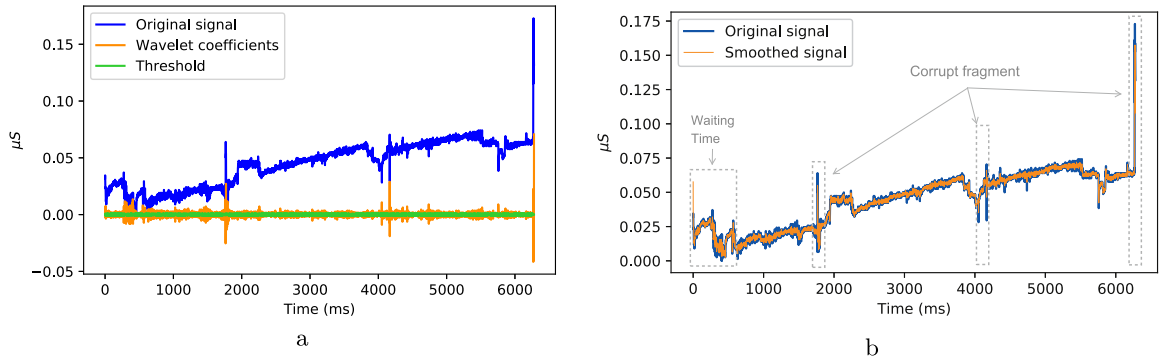 Original signal
Wavelet coefficients
Threshold
0.15
0.10
0.05
0.00
−0.05
μS
0 1000 2000 3000 4000 5000 6000
Time (ms)
a
Original signal
Smoothed signal
Corrupt fragment
Waiting
Time
0.175
0.150
0.125
0.100
0.075
0.050
0.025
0.000
μS
0 1000 2000 3000 4000 5000 6000
Time (ms)
b